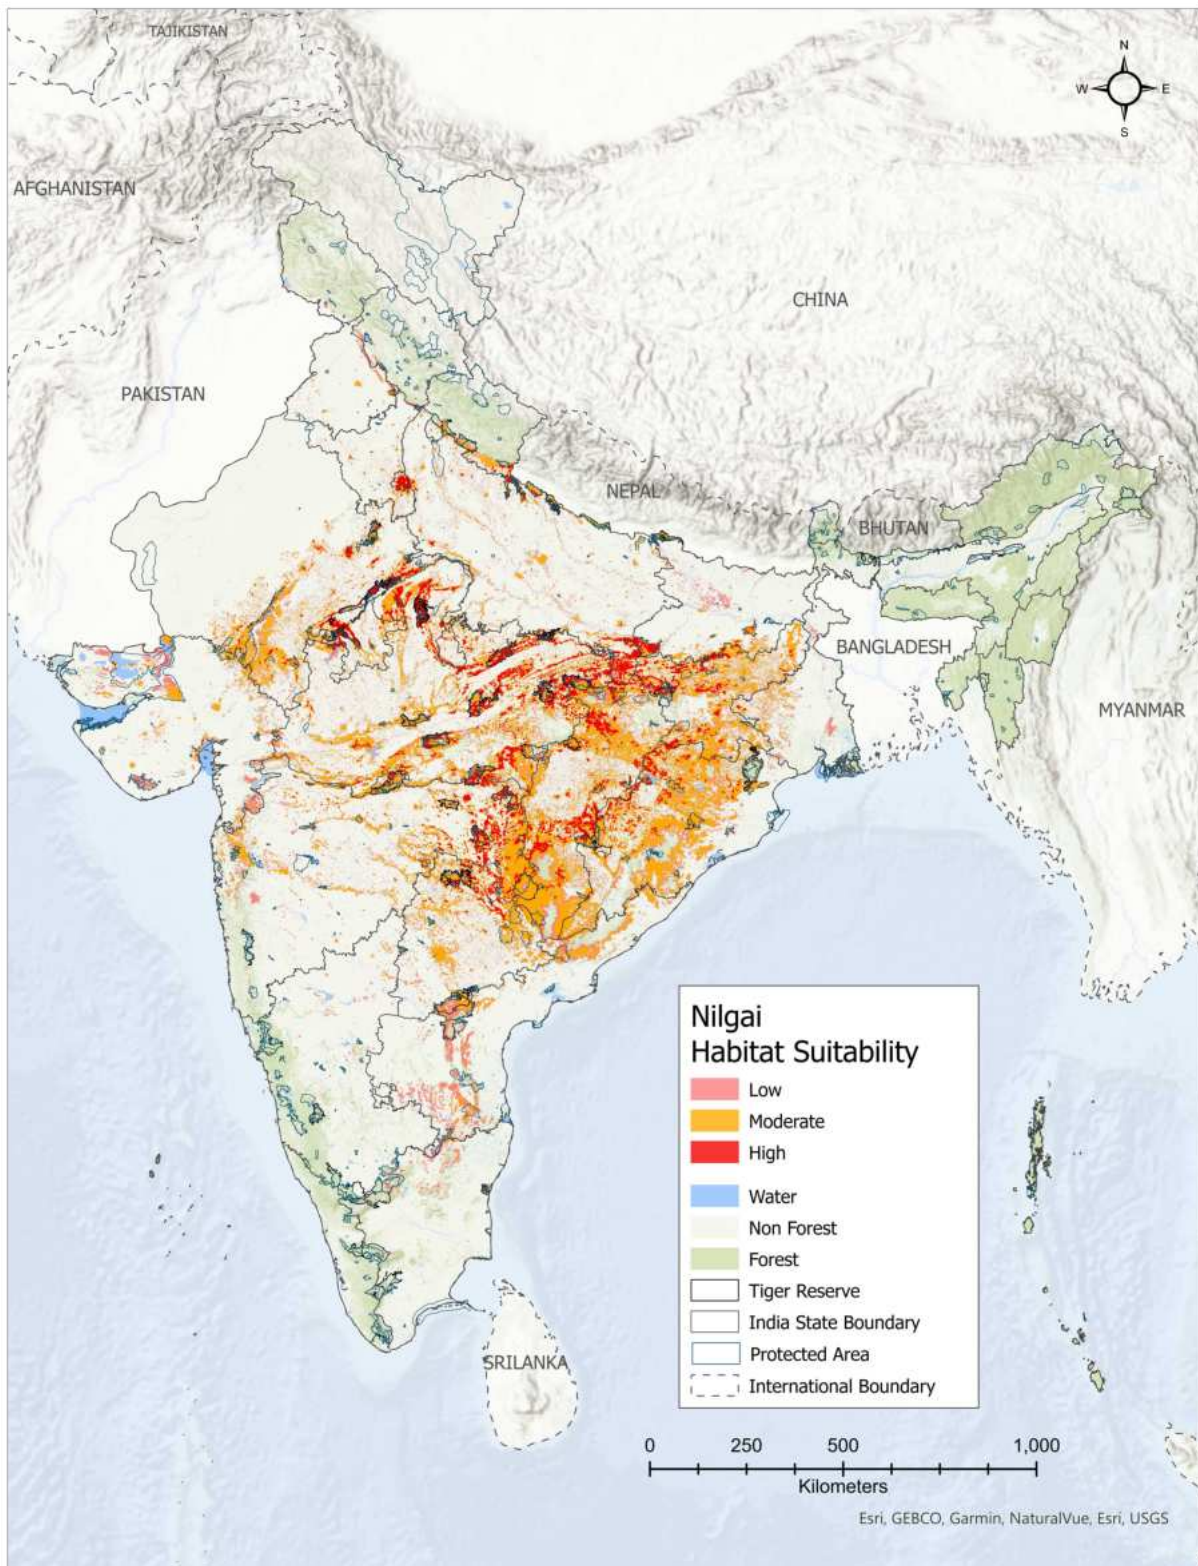 TAJIKISTAN
N
W
E
S
AFGHANISTAN
CHINA
PAKISTAN
NEPAL
BHUTAN
BANGLADESH
MYANMAR
SRILANKA
Nilgai
Habitat Suitability
Low
Moderate
High
Water
Non Forest
Forest
Tiger Reserve
India State Boundary
Protected Area
International Boundary
0 250 500 1,000
Kilometers
Esri, GEBCO, Garmin, NaturalVue, Esri, USGS